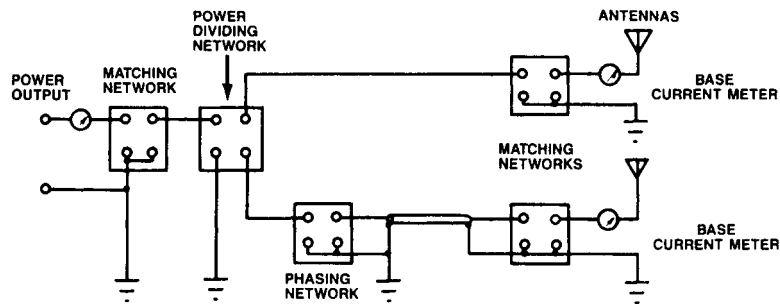 POWER
DIVIDING
NETWORK
ANTENNAS
POWER
OUTPUT
MATCHING
NETWORK
BASE
CURRENT METER
MATCHING
NETWORKS
BASE
CURRENT METER
PHASING
NETWORK